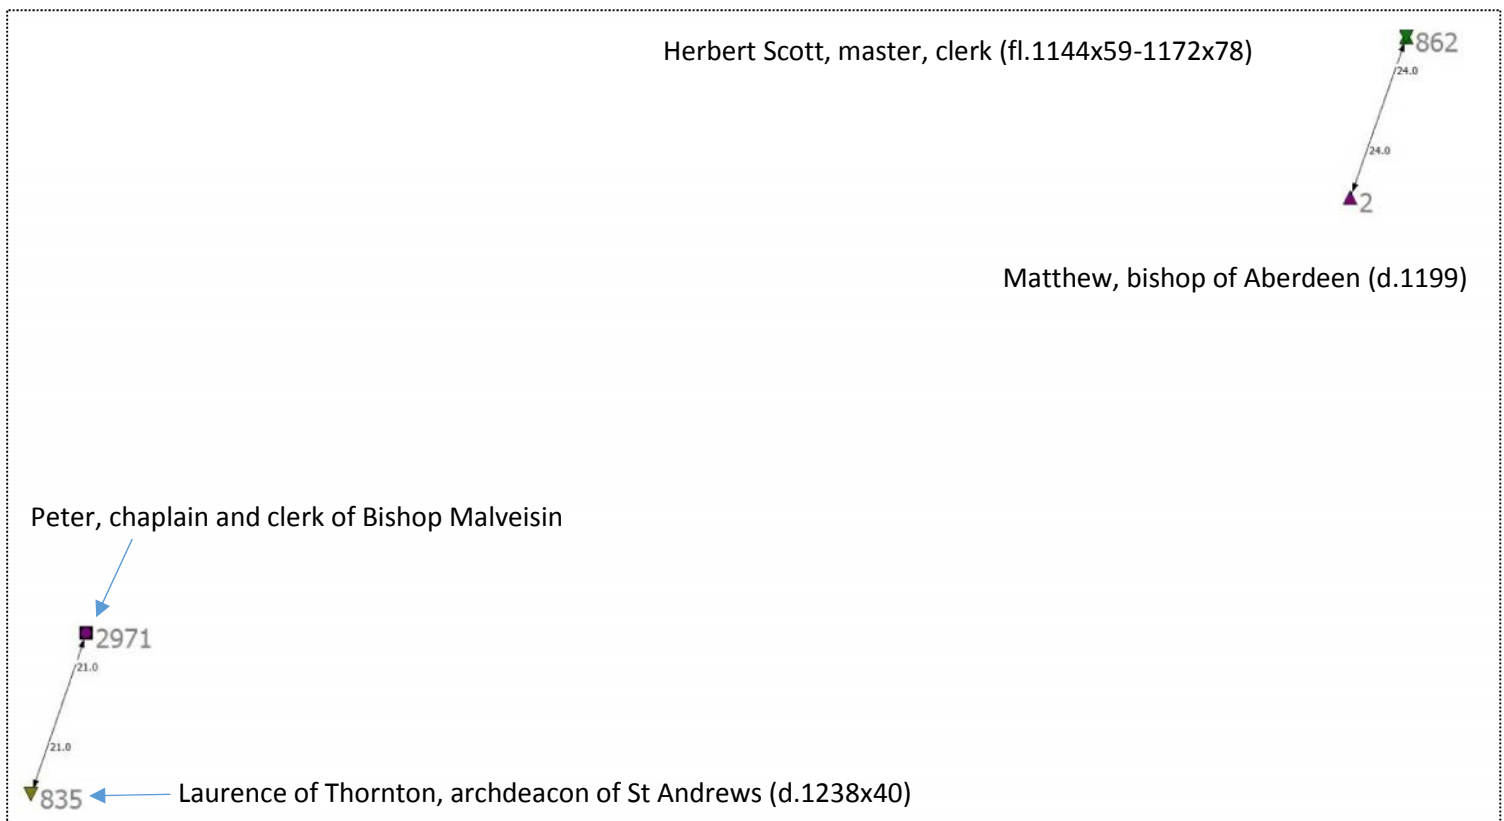 Herbert Scott, master, clerk (fl.1144x59-1172x78)
862
24.0
24.0
2
Matthew, bishop of Aberdeen (d.1199)
Peter, chaplain and clerk of Bishop Malveisin
2971
21.0
21.0
835
Laurence of Thornton, archdeacon of St Andrews (d.1238x40)